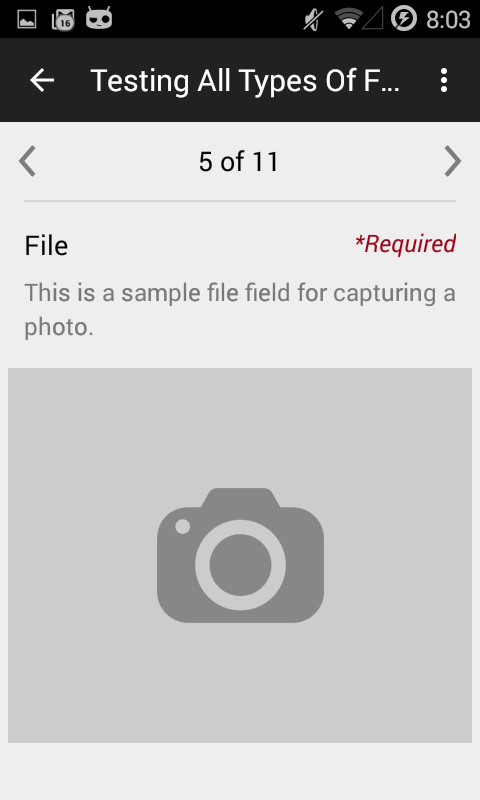 16
8:03
Testing All Types Of F...
5 of 11
File
*Required
This is a sample file field for capturing a
photo.